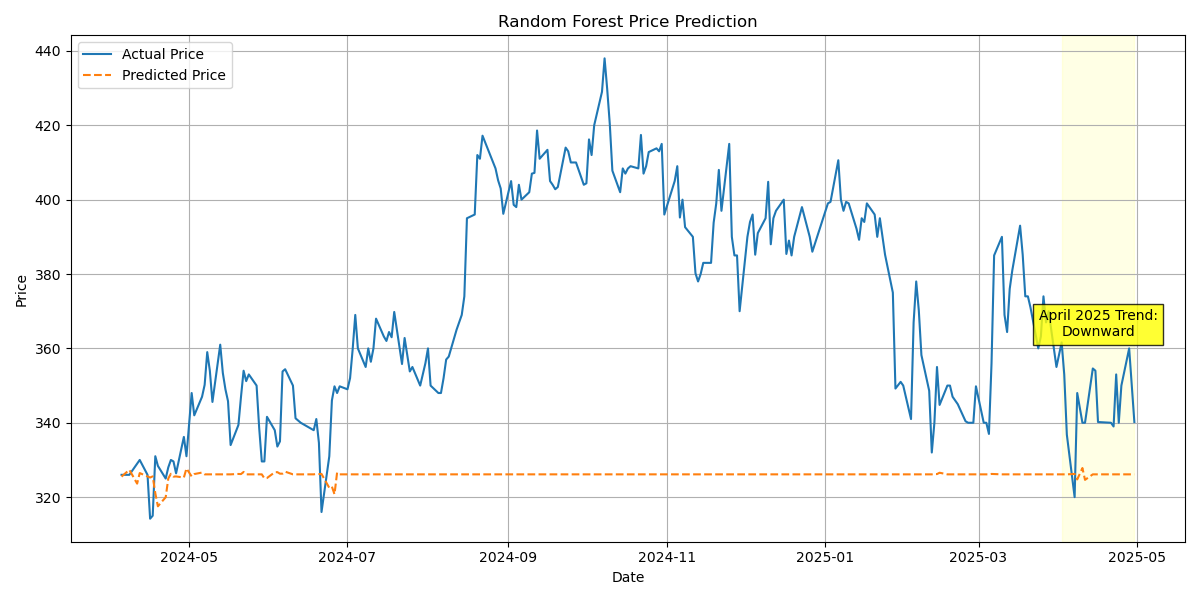 Random Forest Price Prediction
Actual Price
Predicted Price
440
420
400
380
360
340
320
Price
April 2025 Trend:
Downward
2024-05
2024-07
2024-09
2024-11
2025-01
2025-03
2025-05
Date